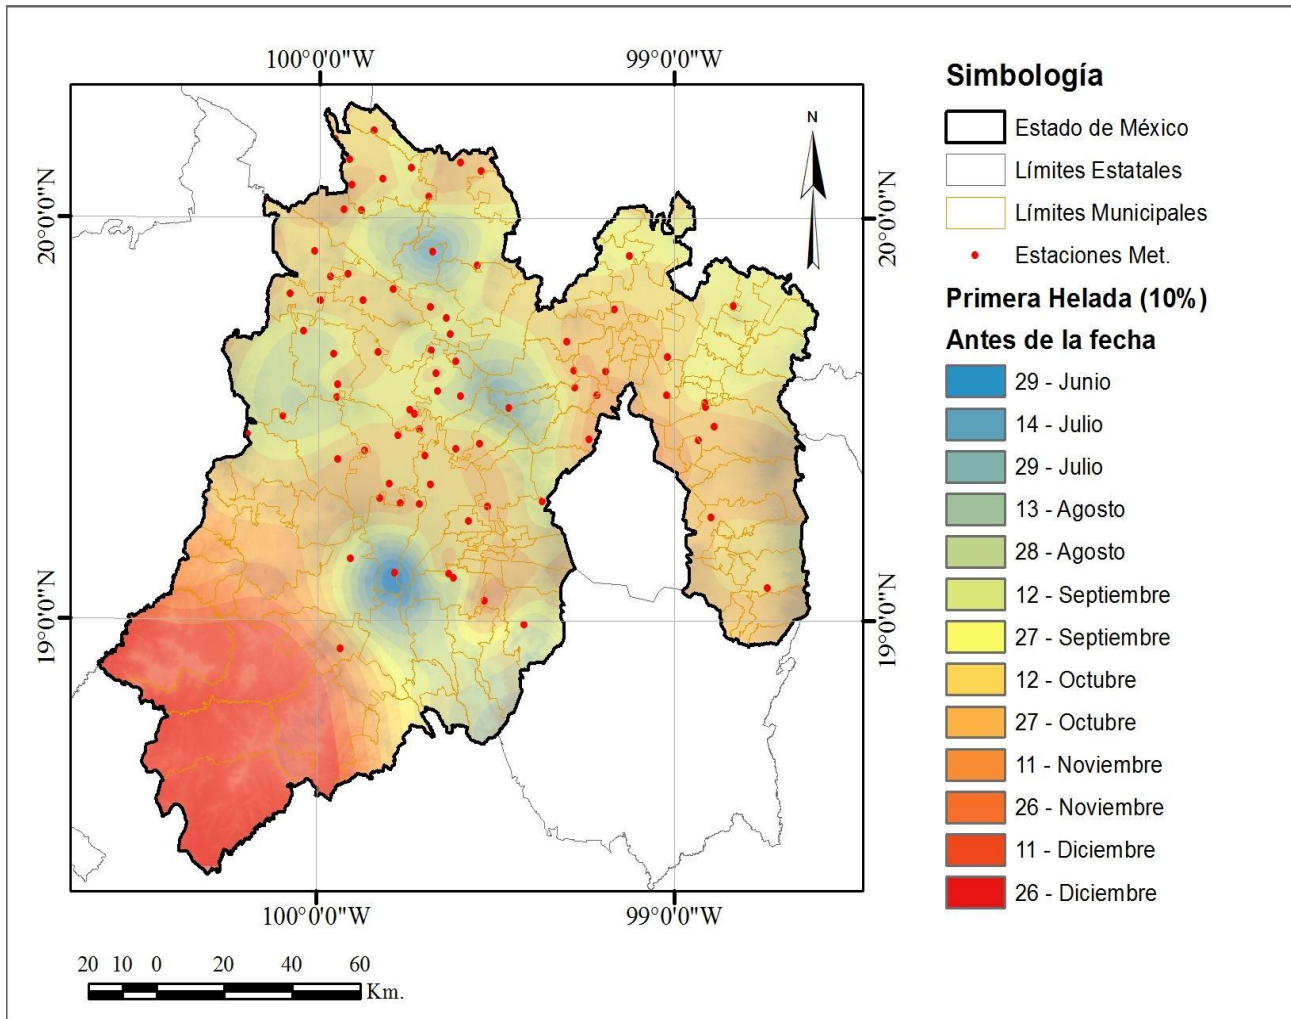 100°0'0"W
99°0'0"W
20°0'0"N
20°0'0"N
19°0'0"N
19°0'0"N
100°0'0"W
99°0'0"W
N
20 10 0 20 40 60
Km.
Simbología
Estado de México
Límites Estatales
Límites Municipales
Estaciones Met.
Primera Helada (10%)
Antes de la fecha
29 - Junio
14 - Julio
29 - Julio
13 - Agosto
28 - Agosto
12 - Septiembre
27 - Septiembre
12 - Octubre
27 - Octubre
11 - Noviembre
26 - Noviembre
11 - Diciembre
26 - Diciembre